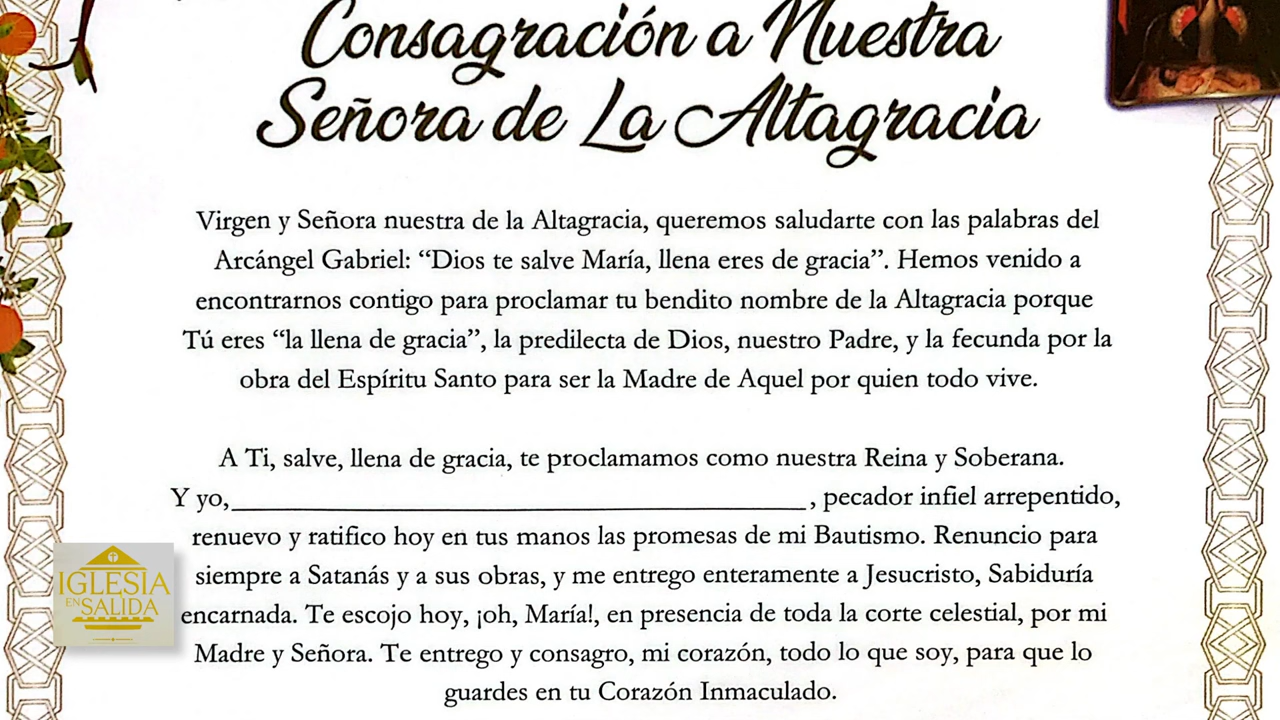 Consagración a Nuestra
Señora de La Altagracia
Virgen y Señora nuestra de la Altagracia, queremos saludarte con las palabras del
Arcángel Gabriel: “Dios te salve María, llena eres de gracia”. Hemos venido a
encontrarnos contigo para proclamar tu bendito nombre de la Altagracia porque
Tú eres “la llena de gracia”, la predilecta de Dios, nuestro Padre, y la fecunda por la
obra del Espíritu Santo para ser la Madre de Aquel por quien todo vive.
A Ti, salve, llena de gracia, te proclamamos como nuestra Reina y Soberana.
Y yo,______________________________________, pecador infiel arrepentido,
renuevo y ratifico hoy en tus manos las promesas de mi Bautismo. Renuncio para
siempre a Satanás y a sus obras, y me entrego enteramente a Jesucristo, Sabiduría
encarnada. Te escojo hoy, ¡oh, María!, en presencia de toda la corte celestial, por mi
Madre y Señora. Te entrego y consagro, mi corazón, todo lo que soy, para que lo
guardes en tu Corazón Inmaculado.
IGLESIA
EN SALIDA